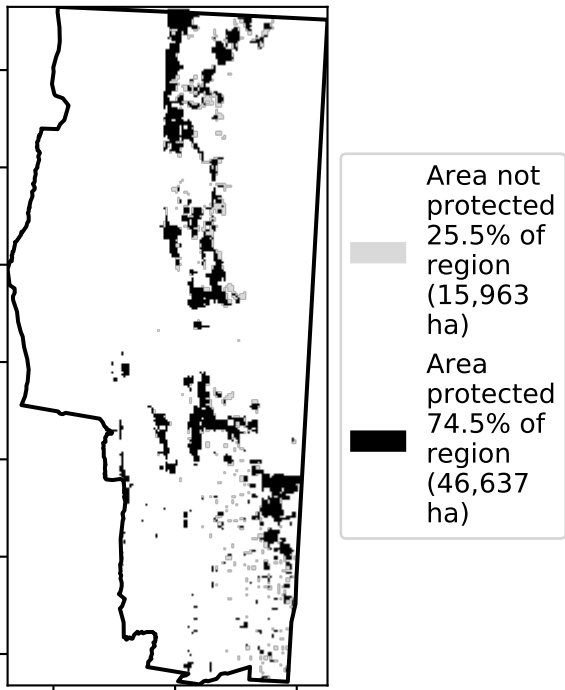 Area not
protected
25.5% of
region
(15,963
ha)
Area
protected
74.5% of
region
(46,637
ha)